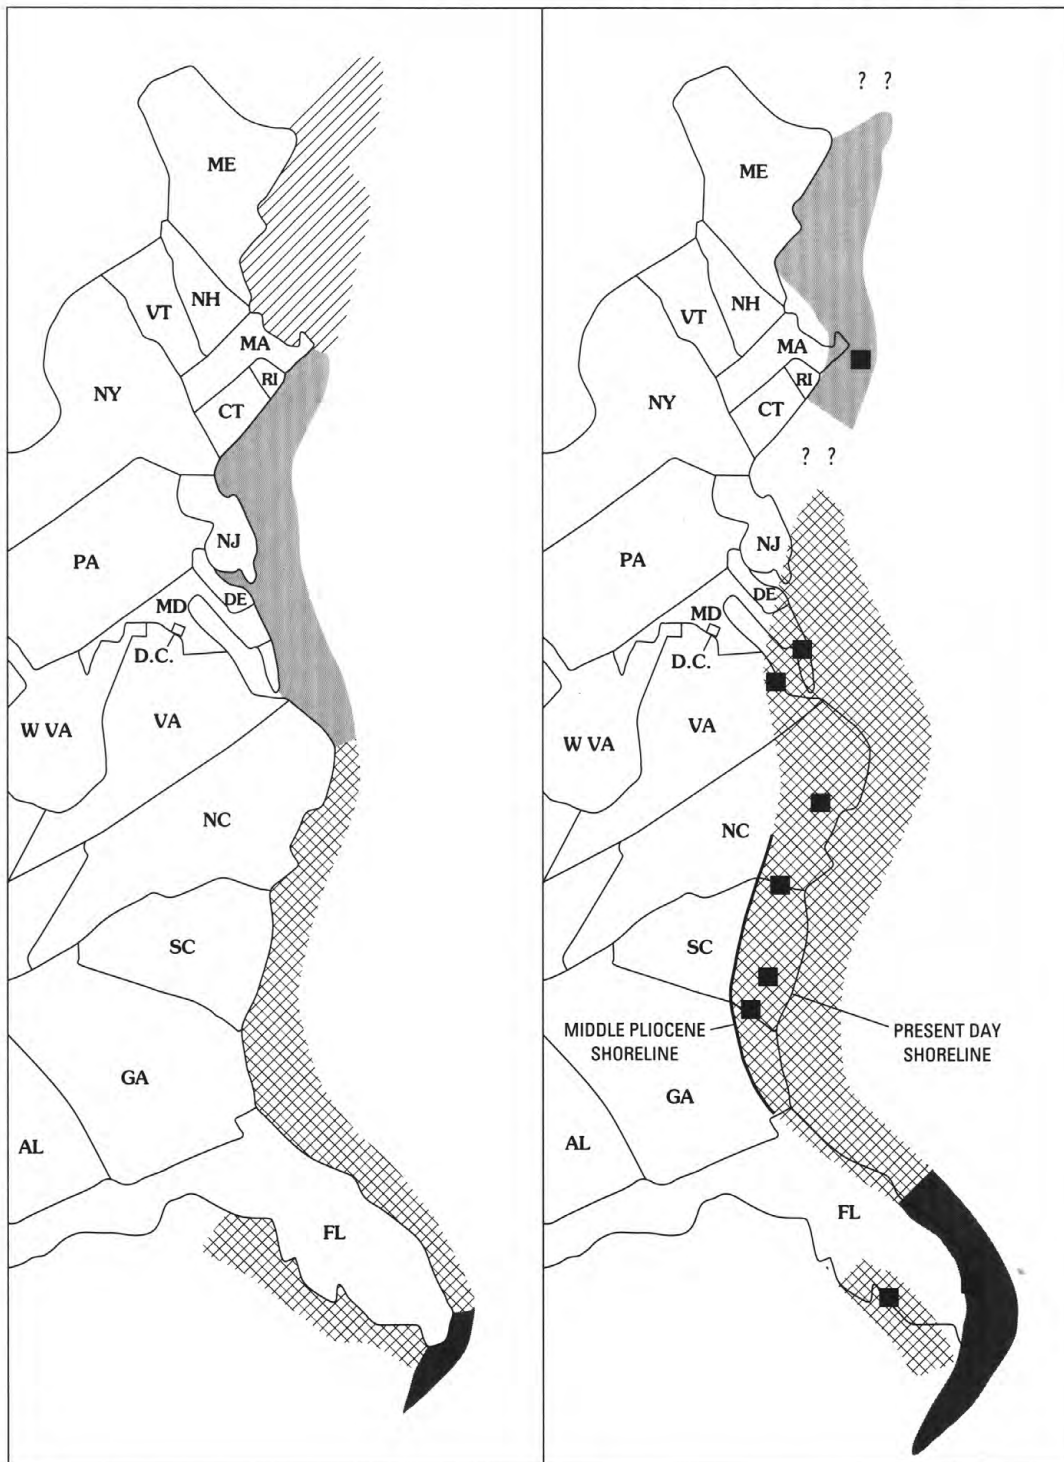 ME
VT
NH
MA
RI
CT
NY
NJ
PA
DE
MD
D.C.
W VA
VA
NC
SC
GA
AL
FL
? ?
ME
VT
NH
MA
RI
CT
NY
? ?
NJ
PA
DE
MD
D.C.
W VA
VA
NC
SC
MIDDLE PLIOCENE
SHORELINE
PRESENT DAY
SHORELINE
GA
AL
FL